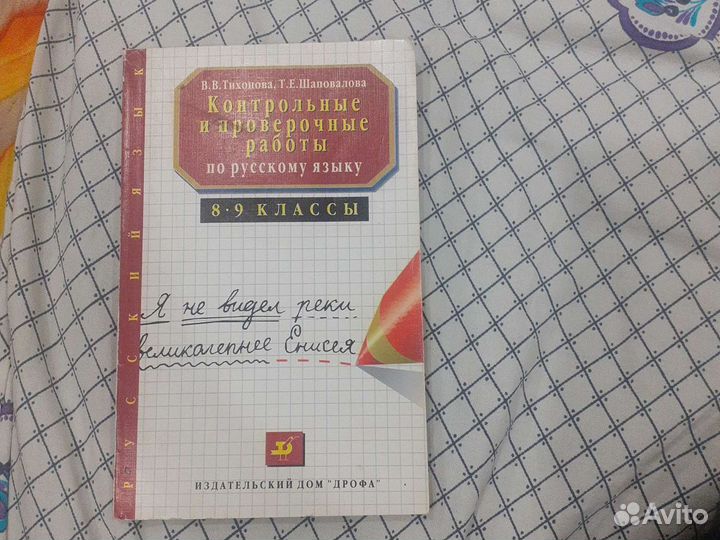 В.В.Тихонова, Т.Е.Шаповалова
Контрольные
и проверочные
работы
по русскому языку
8·9 КЛАССЫ
РУССКИЙ ЯЗЫК
Я не видел реки
великолепнее Енисея
ИЗДАТЕЛЬСКИЙ ДОМ "ДРОФА"
Avito